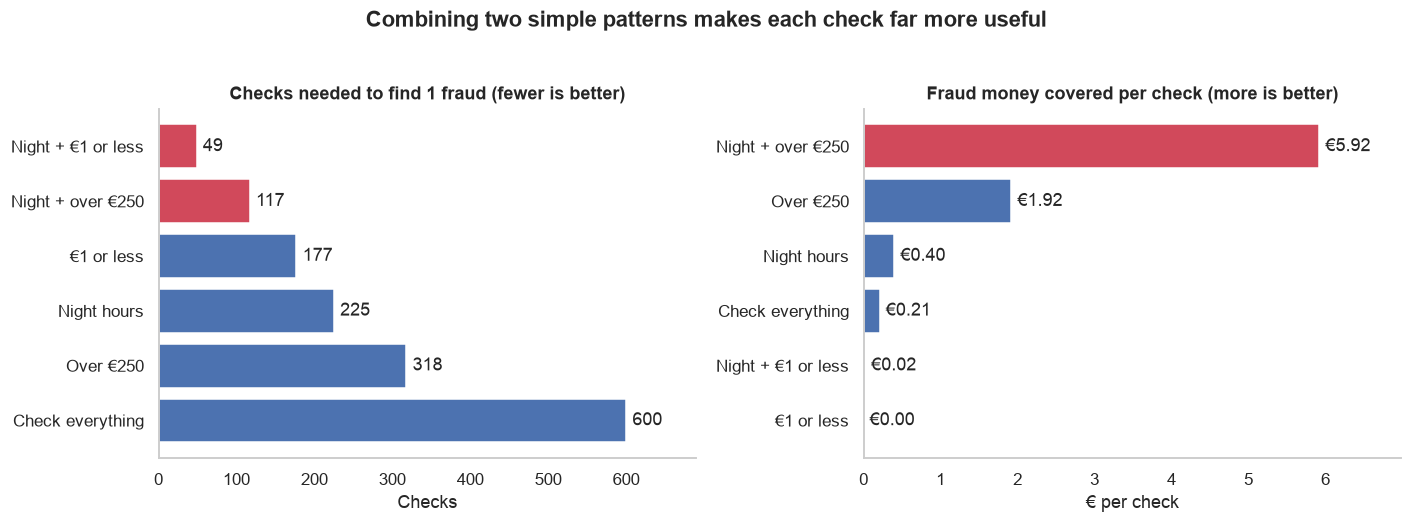 Combining two simple patterns makes each check far more useful
Checks needed to find 1 fraud (fewer is better)
Night + €1 or less 49
Night + over €250 117
€1 or less 177
Night hours 225
Over €250 318
Check everything 600
0 100 200 300 400 500 600
Checks
Fraud money covered per check (more is better)
Night + over €250 €5.92
Over €250 €1.92
Night hours €0.40
Check everything €0.21
Night + €1 or less €0.02
€1 or less €0.00
0 1 2 3 4 5 6
€ per check